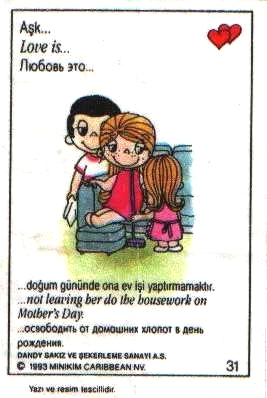 Aşk...
Love is...
Любовь это...
...doğum gününde ona ev işi yaptırmamaktır.
...not leaving her do the housework on
Mother's Day.
...освободить от домошних хлопот в день
рождения.
DANDY SAKIZ VE ŞEKERLEME SANAYİ A.S.
© 1993 MINIKIM CARIBBEAN NV.
31
Yazı ve resim tescillidir.